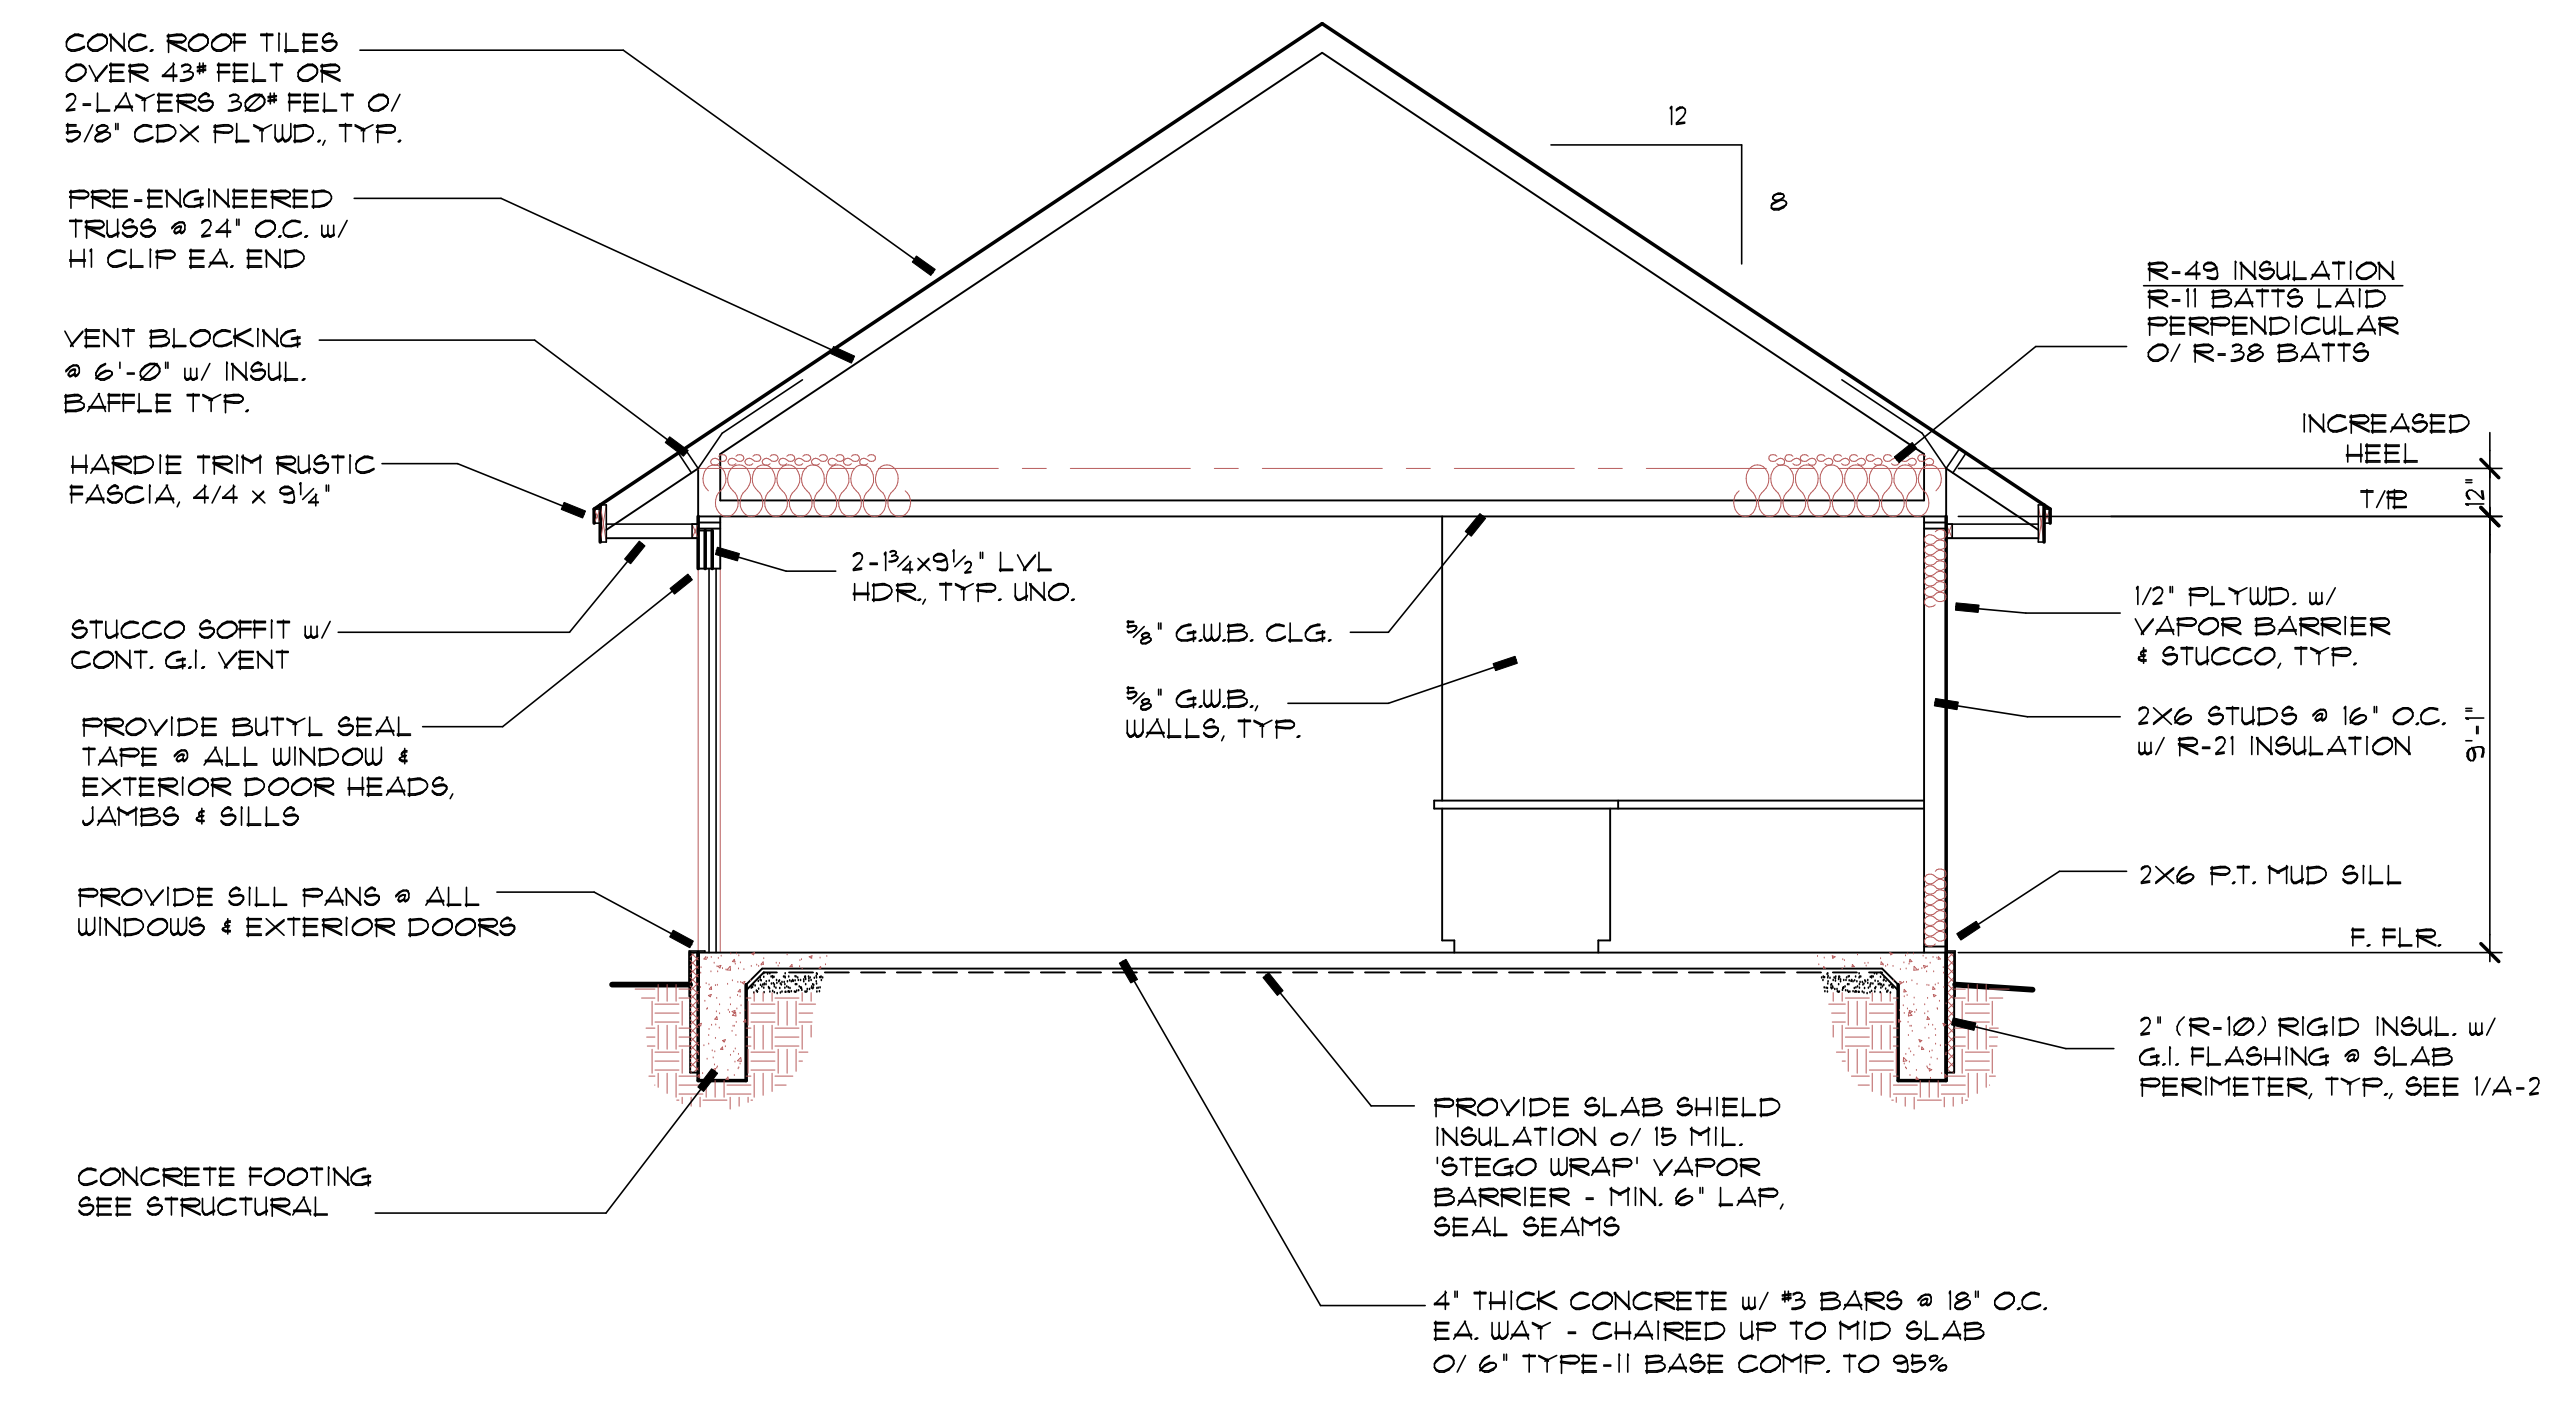 CONC. ROOF TILES
OVER 43# FELT OR
2-LAYERS 30# FELT O/
5/8" CDX PLYWD., TYP.
PRE-ENGINEERED
TRUSS @ 24" O.C. w/
H1 CLIP EA. END
VENT BLOCKING
@ 6'-0" w/ INSUL.
BAFFLE TYP.
HARDIE TRIM RUSTIC
FASCIA, 4/4 x 9¼"
STUCCO SOFFIT w/
CONT. G.I. VENT
PROVIDE BUTYL SEAL
TAPE @ ALL WINDOW &
EXTERIOR DOOR HEADS,
JAMBS & SILLS
PROVIDE SILL PANS @ ALL
WINDOWS & EXTERIOR DOORS
CONCRETE FOOTING
SEE STRUCTURAL
12
8
2-1¾x9½" LVL
HDR., TYP. UNO.
⅝" G.W.B. CLG.
⅝" G.W.B.,
WALLS, TYP.
PROVIDE SLAB SHIELD
INSULATION o/ 15 MIL.
'STEGO WRAP' VAPOR
BARRIER - MIN. 6" LAP,
SEAL SEAMS
4" THICK CONCRETE w/ #3 BARS @ 18" O.C.
EA. WAY - CHAIRED UP TO MID SLAB
O/ 6" TYPE-II BASE COMP. TO 95%
R-49 INSULATION
R-11 BATTS LAID
PERPENDICULAR
O/ R-38 BATTS
INCREASED
HEEL
T/P
12"
1/2" PLYWD. w/
VAPOR BARRIER
& STUCCO, TYP.
2X6 STUDS @ 16" O.C.
w/ R-21 INSULATION
9'-1"
2X6 P.T. MUD SILL
F. FLR.
2" (R-10) RIGID INSUL. w/
G.I. FLASHING @ SLAB
PERIMETER, TYP., SEE 1/A-2